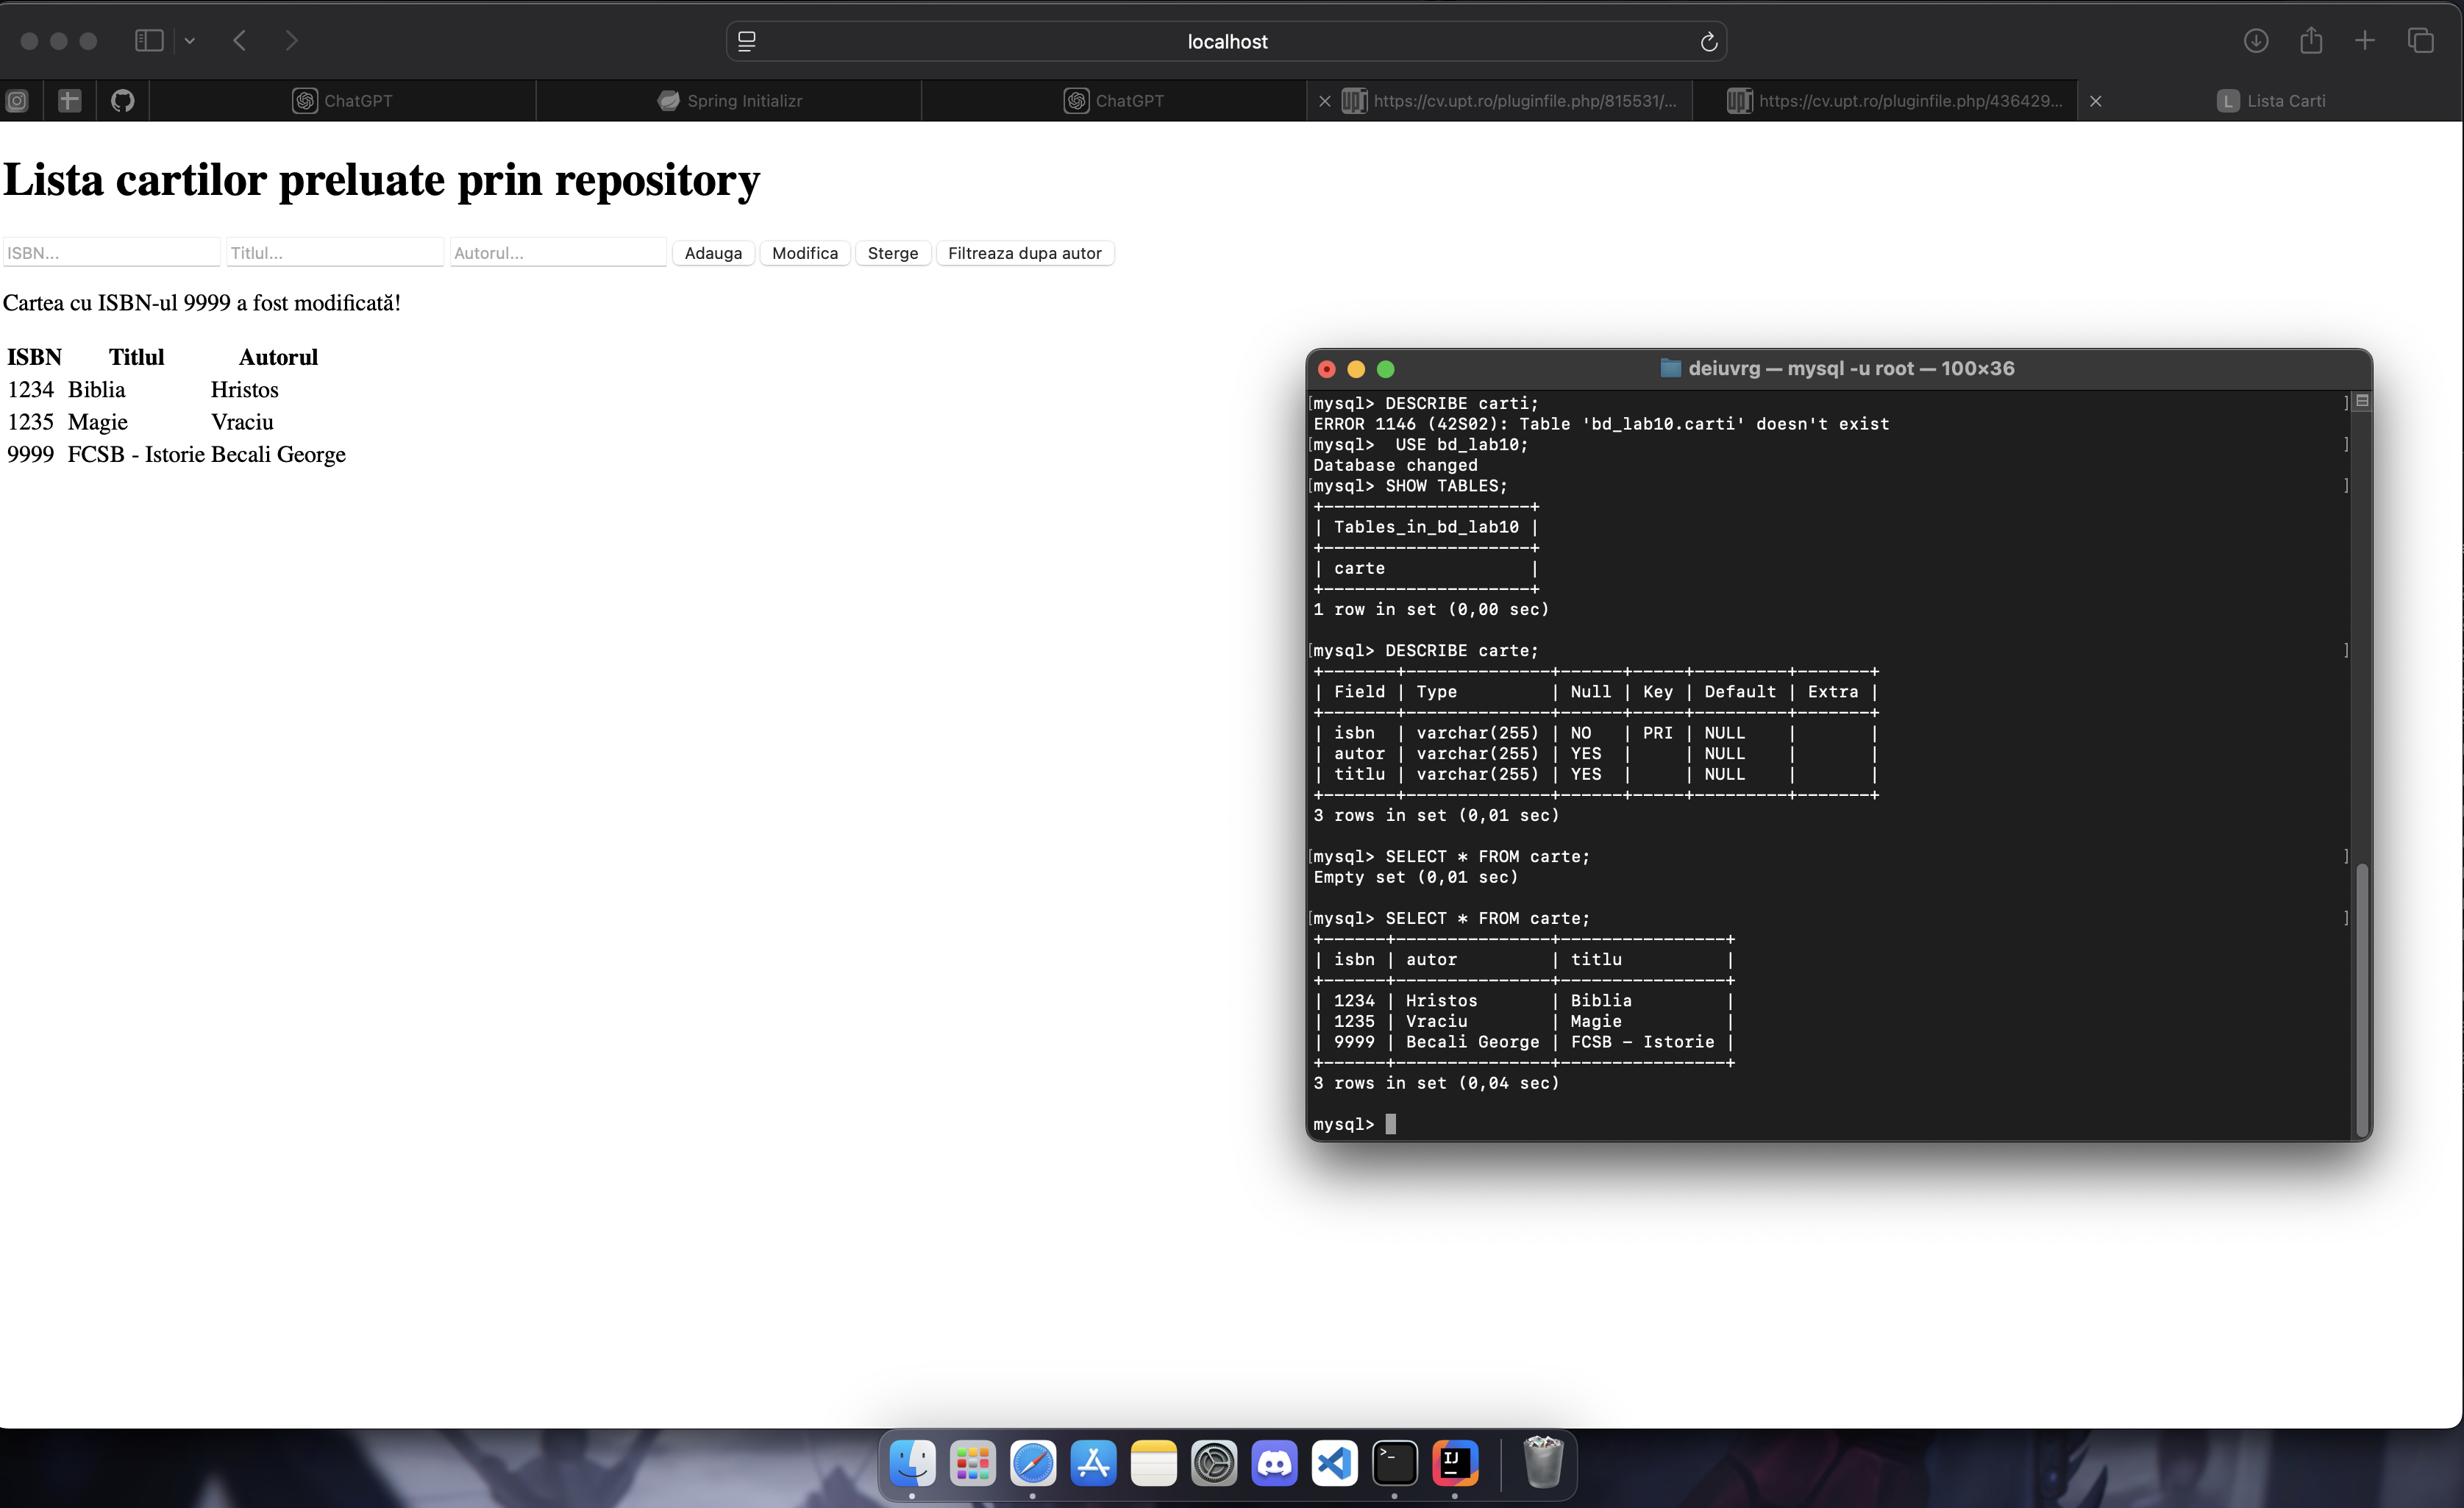 localhost
ChatGPT
Spring Initializr
ChatGPT
https://cv.upt.ro/pluginfile.php/815531/...
https://cv.upt.ro/pluginfile.php/436429...
L Lista Carti
Lista cartilor preluate prin repository
ISBN... Titlul... Autorul... Adauga Modifica Sterge Filtreaza dupa autor
Cartea cu ISBN-ul 9999 a fost modificată!
ISBN Titlul Autorul
1234 Biblia Hristos
1235 Magie Vraciu
9999 FCSB - Istorie Becali George
deiuvrg — mysql -u root — 100×36
[mysql> DESCRIBE carti; ]
ERROR 1146 (42S02): Table 'bd_lab10.carti' doesn't exist
[mysql>  USE bd_lab10; ]
Database changed
[mysql> SHOW TABLES; ]
+--------------------+
| Tables_in_bd_lab10 |
+--------------------+
| carte              |
+--------------------+
1 row in set (0,00 sec)
[mysql> DESCRIBE carte; ]
+-------+--------------+------+-----+---------+-------+
| Field | Type         | Null | Key | Default | Extra |
+-------+--------------+------+-----+---------+-------+
| isbn  | varchar(255) | NO   | PRI | NULL    |       |
| autor | varchar(255) | YES  |     | NULL    |       |
| titlu | varchar(255) | YES  |     | NULL    |       |
+-------+--------------+------+-----+---------+-------+
3 rows in set (0,01 sec)
[mysql> SELECT * FROM carte; ]
Empty set (0,01 sec)
[mysql> SELECT * FROM carte; ]
+------+---------------+----------------+
| isbn | autor         | titlu          |
+------+---------------+----------------+
| 1234 | Hristos       | Biblia         |
| 1235 | Vraciu        | Magie          |
| 9999 | Becali George | FCSB - Istorie |
+------+---------------+----------------+
3 rows in set (0,04 sec)
mysql>
IJ